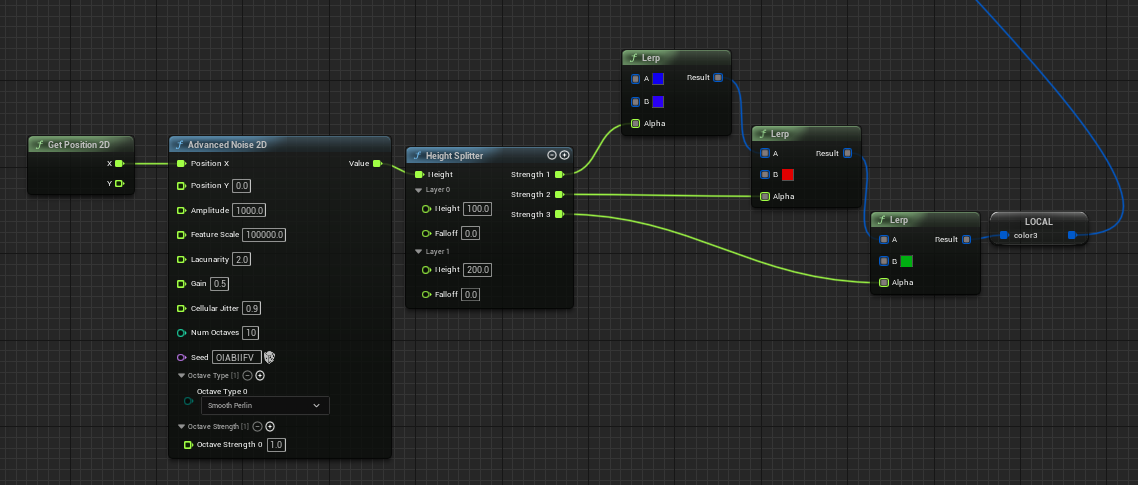 Get Position 2D
X
Y
Advanced Noise 2D
Position X
Value
Position Y 0.0
Amplitude 1000.0
Feature Scale 100000.0
Lacunarity 2.0
Gain 0.5
Cellular Jitter 0.9
Num Octaves 10
Seed OIABIIFV
Octave Type [1]
Octave Type 0
Smooth Perlin
Octave Strength [1]
Octave Strength 0 1.0
Height Splitter
Height
Strength 1
Layer 0
Strength 2
Height 100.0
Strength 3
Falloff 0.0
Layer 1
Height 200.0
Falloff 0.0
Lerp
A
Result
B
Alpha
Lerp
A
Result
B
Alpha
Lerp
A
Result
B
Alpha
LOCAL
color3